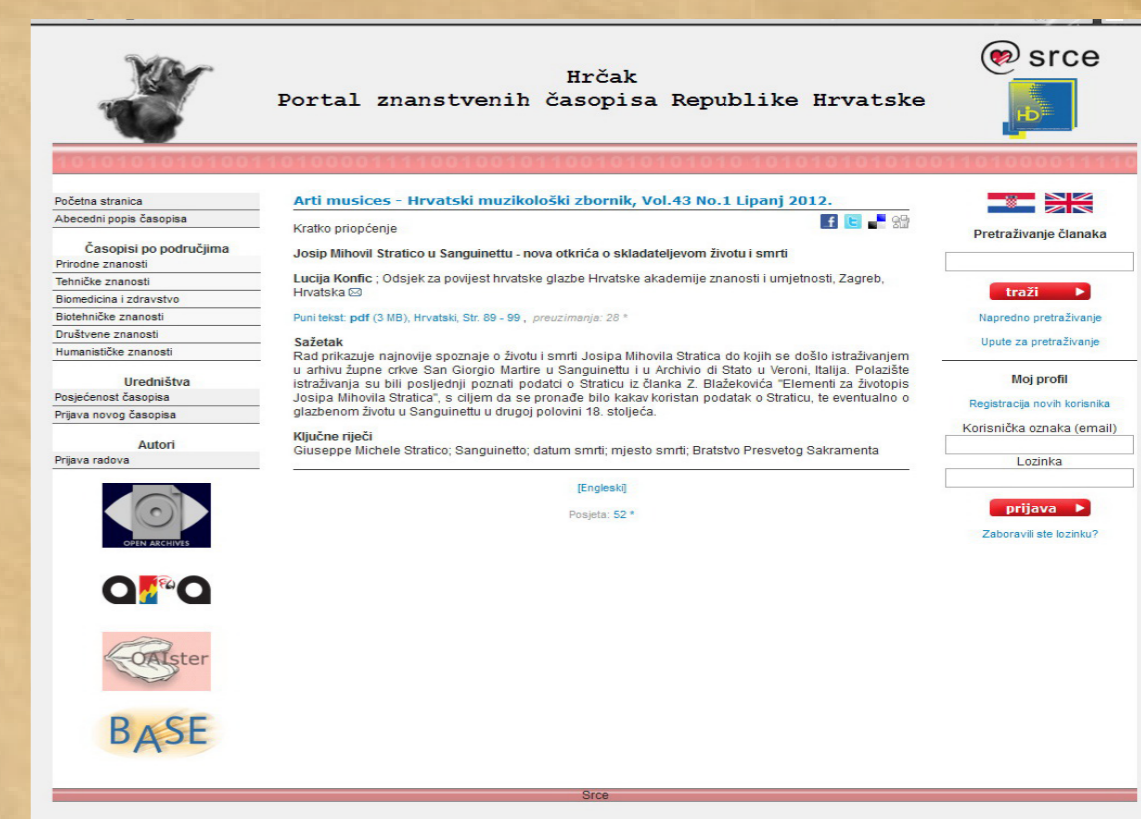 Hrčak
Portal znanstvenih časopisa Republike Hrvatske
srce
HID
Početna stranica
Abecedni popis časopisa
Časopisi po područjima
Prirodne znanosti
Tehničke znanosti
Biomedicina i zdravstvo
Biotehničke znanosti
Društvene znanosti
Humanističke znanosti
Uredništva
Posjećenost časopisa
Prijava novog časopisa
Autori
Prijava radova
OPEN ARCHIVES
OAIster
BASE
Arti musices - Hrvatski muzikološki zbornik, Vol.43 No.1 Lipanj 2012.
Kratko priopćenje
Josip Mihovil Stratico u Sanguinettu - nova otkrića o skladateljevom životu i smrti
Lucija Konfic ; Odsjek za povijest hrvatske glazbe Hrvatske akademije znanosti i umjetnosti, Zagreb,
Hrvatska
Puni tekst: pdf (3 MB), Hrvatski, Str. 89 - 99 , preuzimanja: 28 *
Sažetak
Rad prikazuje najnovije spoznaje o životu i smrti Josipa Mihovila Stratica do kojih se došlo istraživanjem
u arhivu župne crkve San Giorgio Martire u Sanguinettu i u Archivio di Stato u Veroni, Italija. Polazište
istraživanja su bili posljednji poznati podatci o Straticu iz članka Z. Blažekovića "Elementi za životopis
Josipa Mihovila Stratica", s ciljem da se pronađe bilo kakav koristan podatak o Straticu, te eventualno o
glazbenom životu u Sanguinettu u drugoj polovini 18. stoljeća.
Ključne riječi
Giuseppe Michele Stratico; Sanguinetto; datum smrti; mjesto smrti; Bratstvo Presvetog Sakramenta
[Engleski]
Posjeta: 52 *
Pretraživanje članaka
traži
Napredno pretraživanje
Upute za pretraživanje
Moj profil
Registracija novih korisnika
Korisnička oznaka (email)
Lozinka
prijava
Zaboravili ste lozinku?
Srce